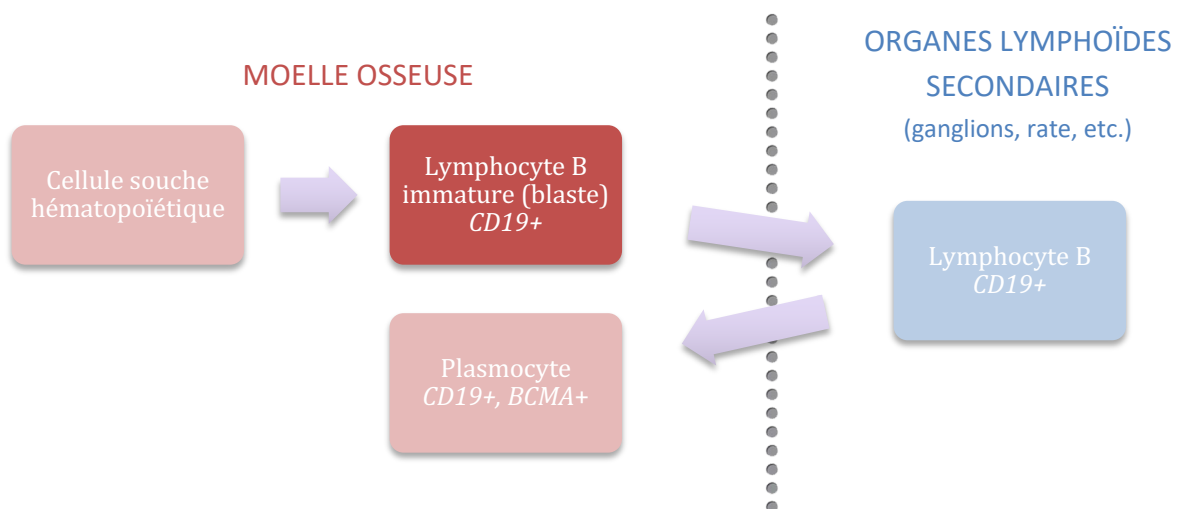 MOELLE OSSEUSE
ORGANES LYMPHOÏDES
SECONDAIRES
(ganglions, rate, etc.)
Cellule souche
hématopoïétique
Lymphocyte B
immature (blaste)
CD19+
Lymphocyte B
CD19+
Plasmocyte
CD19+, BCMA+